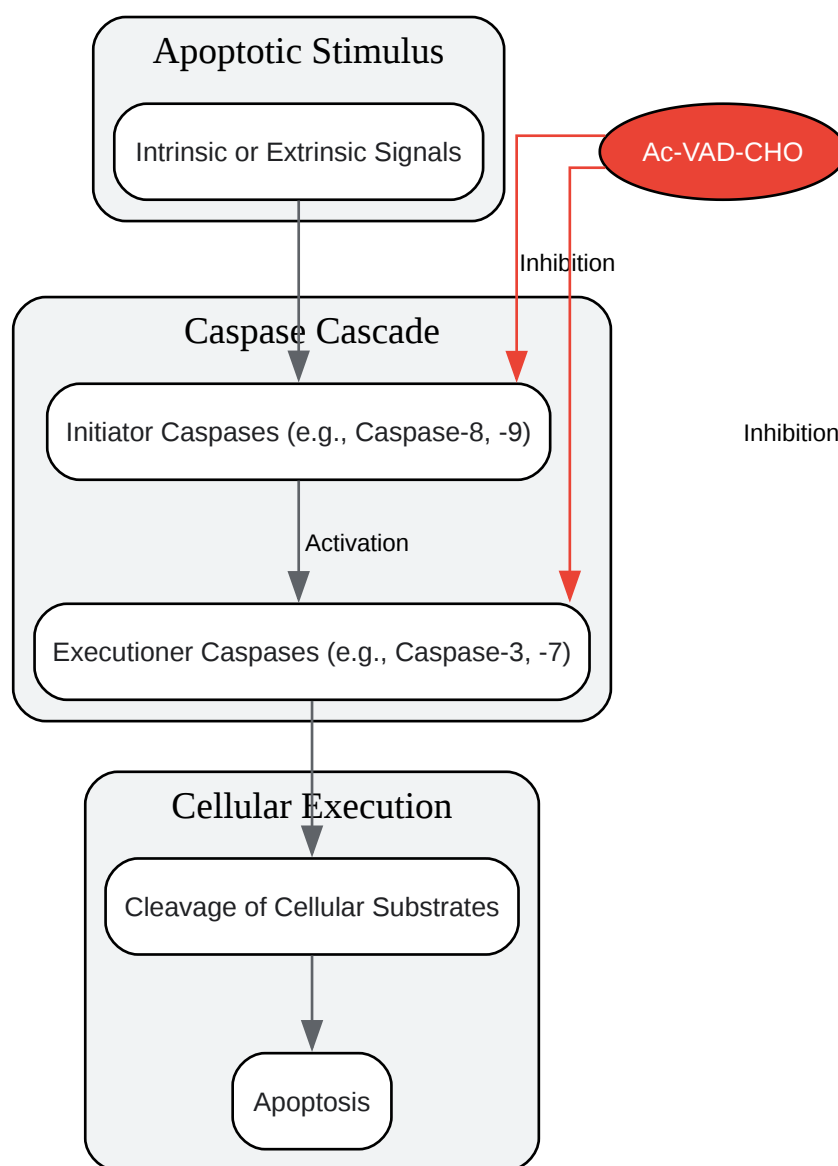 Apoptotic Stimulus
Intrinsic or Extrinsic Signals
Ac-VAD-CHO
Inhibition
Caspase Cascade
Initiator Caspases (e.g., Caspase-8, -9)
Inhibition
Activation
Executioner Caspases (e.g., Caspase-3, -7)
Cellular Execution
Cleavage of Cellular Substrates
Apoptosis